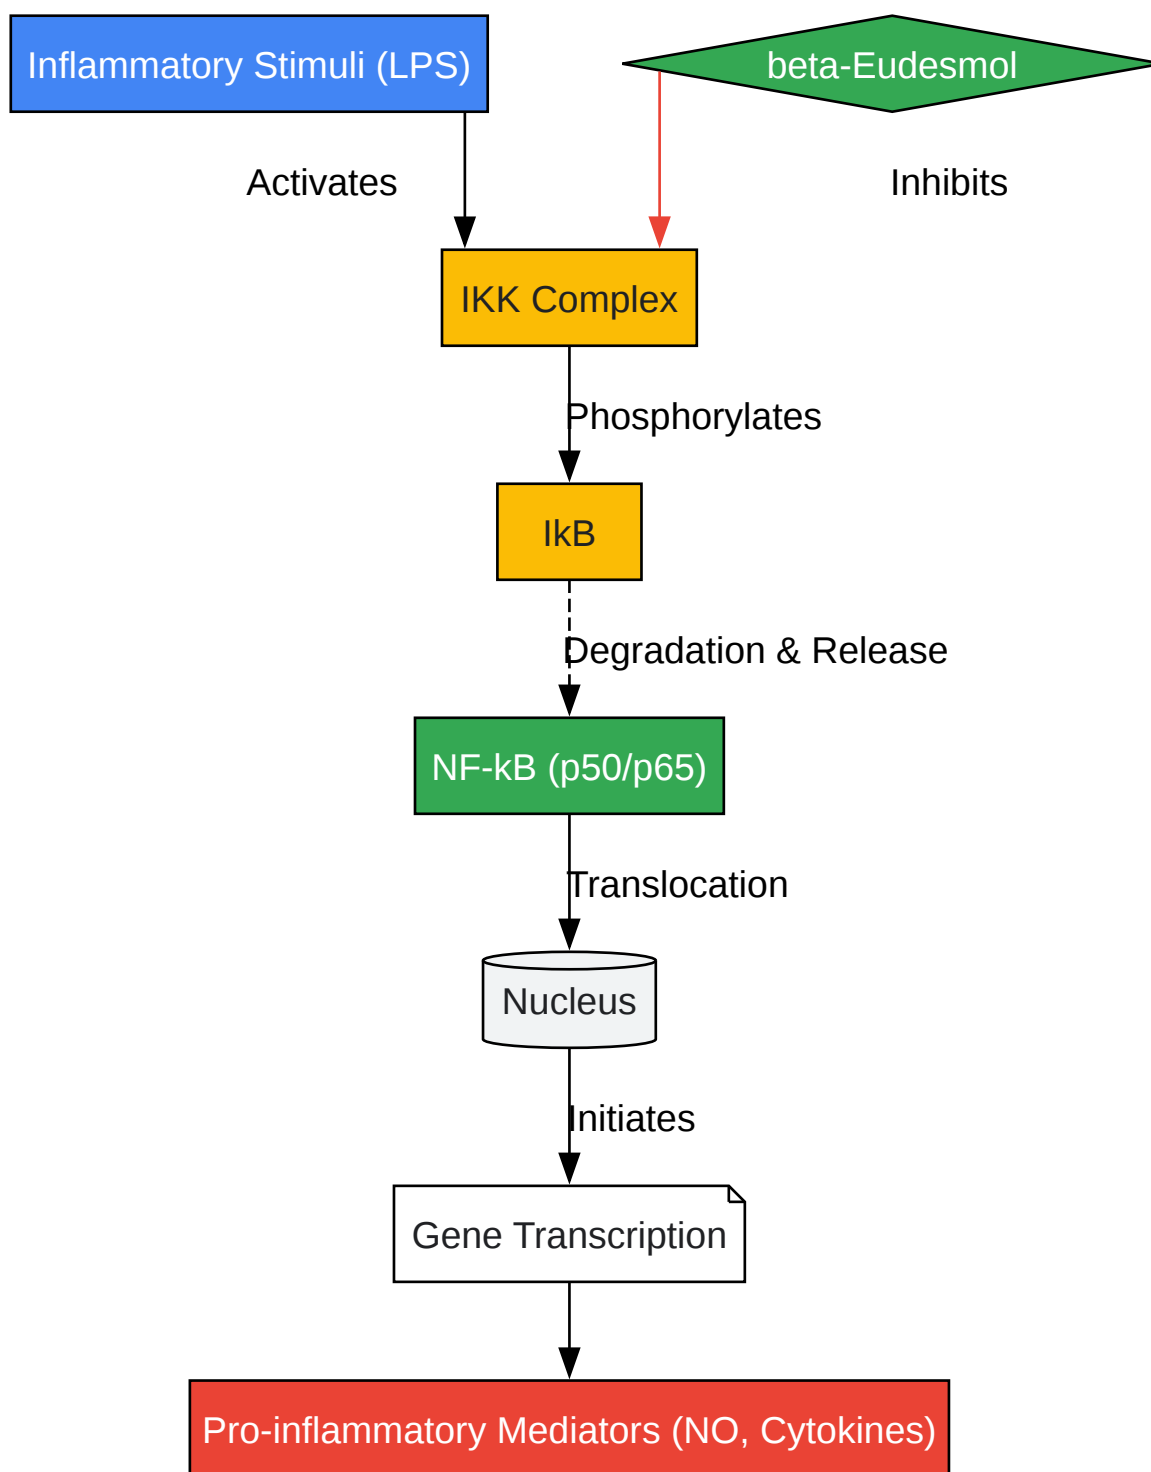 Inflammatory Stimuli (LPS)
beta-Eudesmol
Activates
Inhibits
IKK Complex
Phosphorylates
IkB
Degradation & Release
NF-kB (p50/p65)
Translocation
Nucleus
Initiates
Gene Transcription
Pro-inflammatory Mediators (NO, Cytokines)